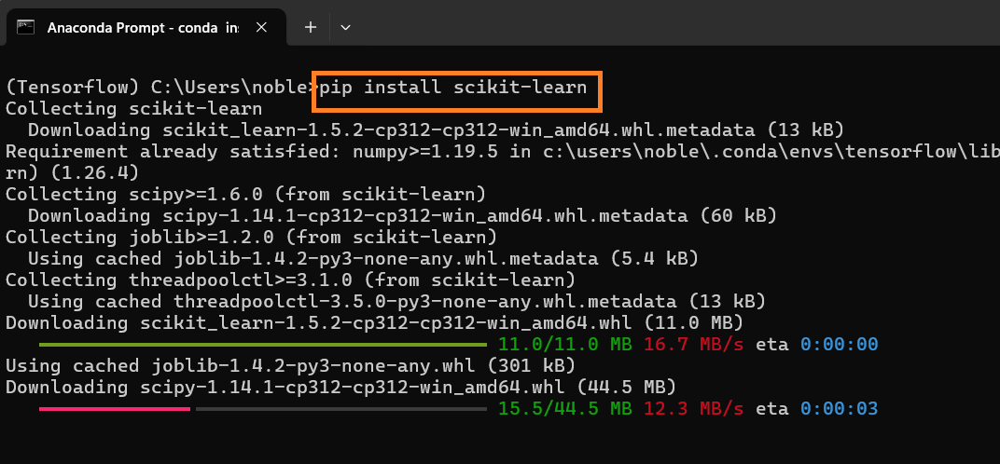 Anaconda Prompt - conda ins
(Tensorflow) C:\Users\noble>pip install scikit-learn
Collecting scikit-learn
  Downloading scikit_learn-1.5.2-cp312-cp312-win_amd64.whl.metadata (13 kB)
Requirement already satisfied: numpy>=1.19.5 in c:\users\noble\.conda\envs\tensorflow\lib
rn) (1.26.4)
Collecting scipy>=1.6.0 (from scikit-learn)
  Downloading scipy-1.14.1-cp312-cp312-win_amd64.whl.metadata (60 kB)
Collecting joblib>=1.2.0 (from scikit-learn)
  Using cached joblib-1.4.2-py3-none-any.whl.metadata (5.4 kB)
Collecting threadpoolctl>=3.1.0 (from scikit-learn)
  Using cached threadpoolctl-3.5.0-py3-none-any.whl.metadata (13 kB)
Downloading scikit_learn-1.5.2-cp312-cp312-win_amd64.whl (11.0 MB)
11.0/11.0 MB 16.7 MB/s eta 0:00:00
Using cached joblib-1.4.2-py3-none-any.whl (301 kB)
Downloading scipy-1.14.1-cp312-cp312-win_amd64.whl (44.5 MB)
15.5/44.5 MB 12.3 MB/s eta 0:00:03